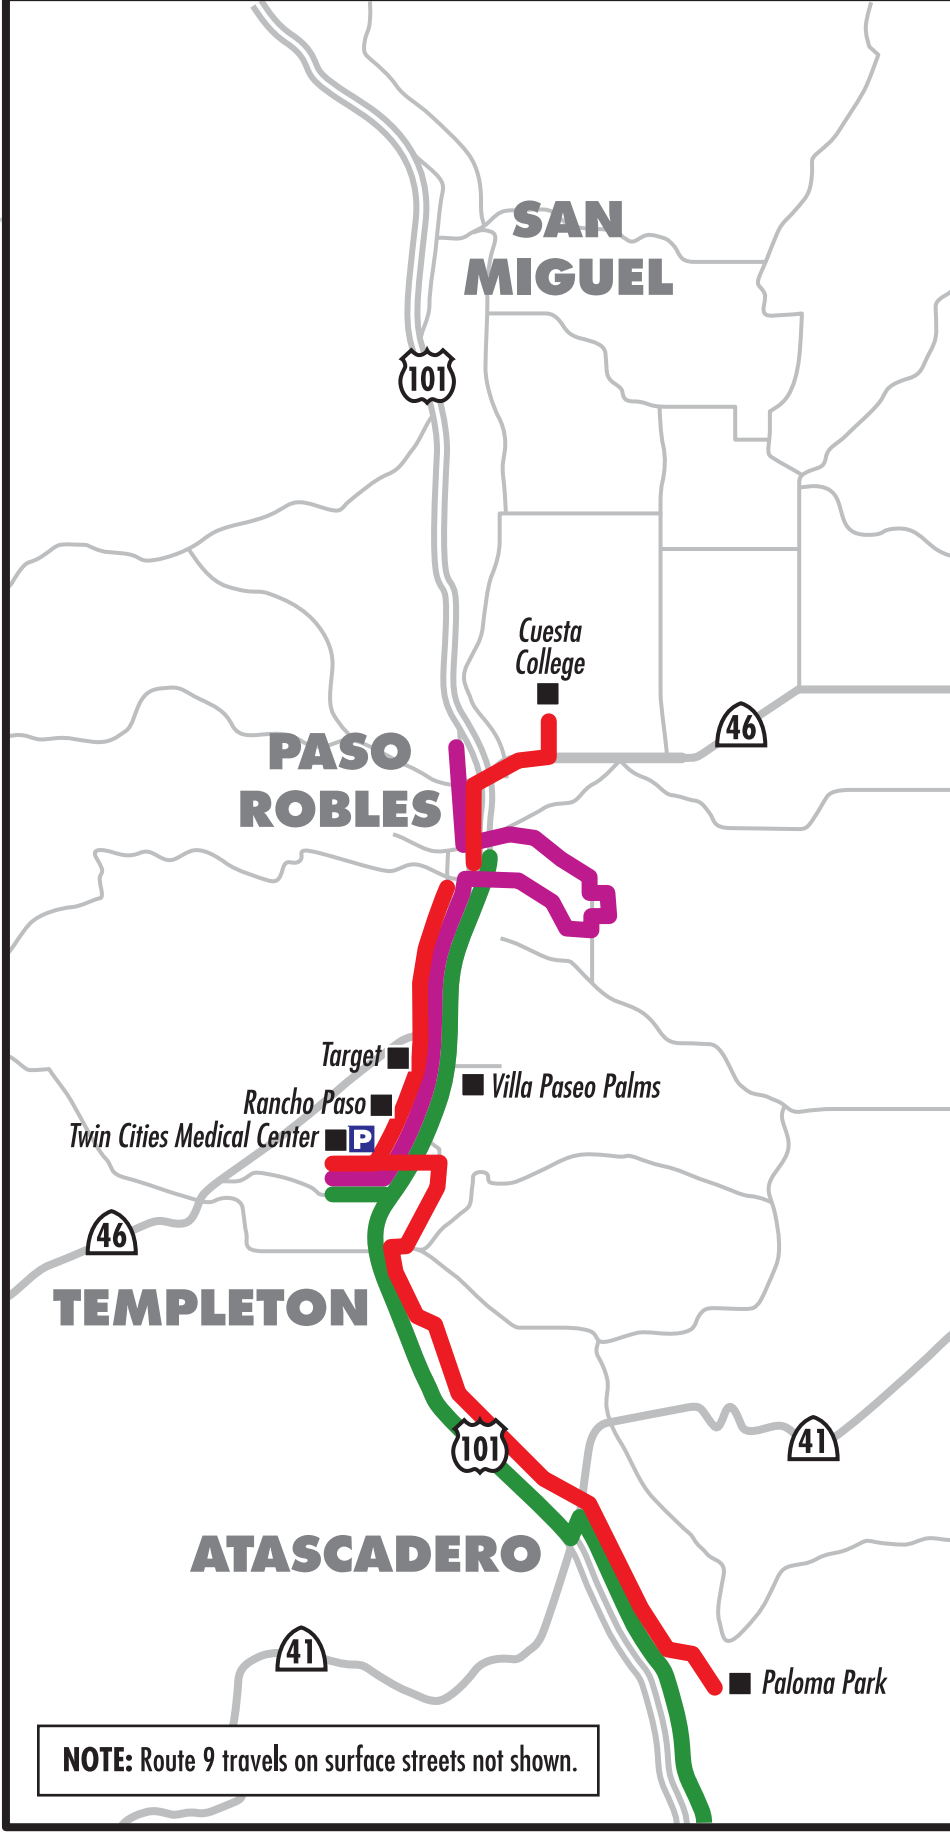 SAN
MIGUEL
101
Cuesta
College
46
PASO
ROBLES
Target
Villa Paseo Palms
Rancho Paso
Twin Cities Medical Center P
46
TEMPLETON
101
41
ATASCADERO
41
Paloma Park
NOTE: Route 9 travels on surface streets not shown.